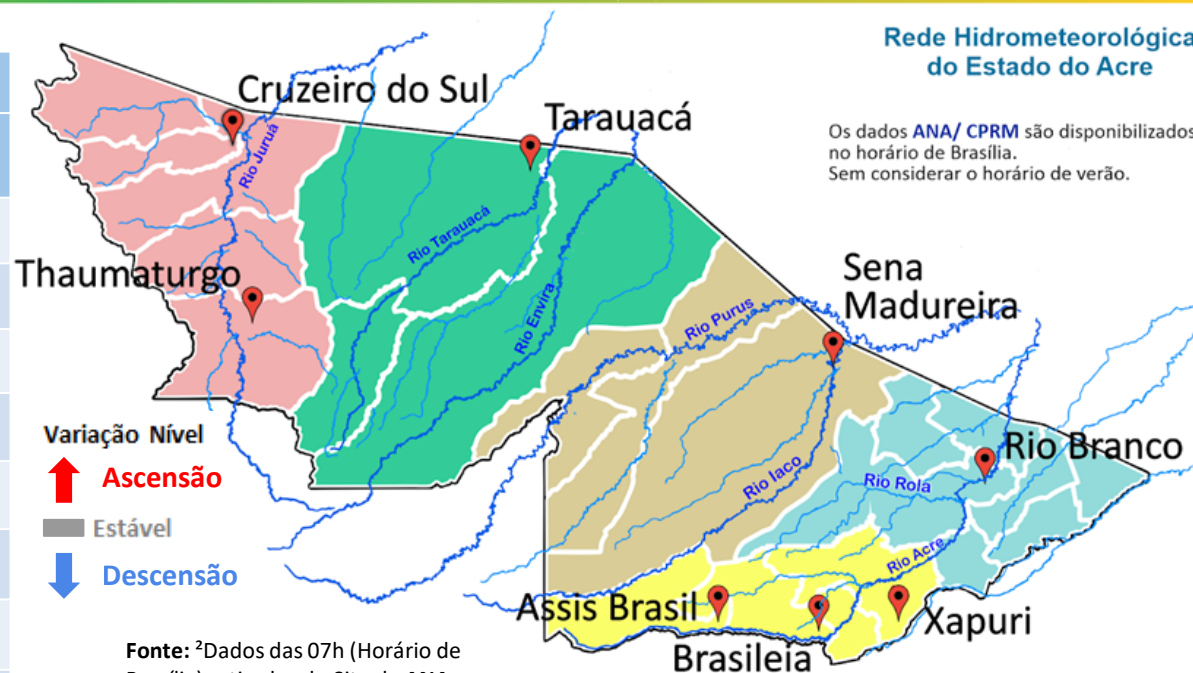 Rede Hidrometeorológica
do Estado do Acre
Os dados ANA/ CPRM são disponibilizados
no horário de Brasília.
Sem considerar o horário de verão.
Cruzeiro do Sul
Tarauacá
Rio Juruá
Rio Tarauacá
Thaumaturgo
Rio Envira
Rio Purus
Sena
Madureira
Variação Nível
Ascensão
Estável
Descensão
Rio Iaco
Rio Rola
Rio Branco
Rio Acre
Assis Brasil
Brasileia
Xapuri
Fonte: ²Dados das 07h (Horário de